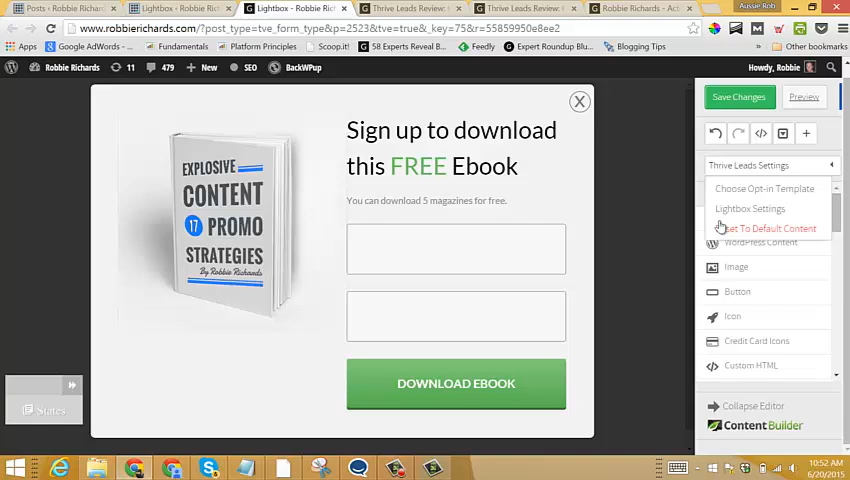 Posts ‹ Robbie Richards
Lightbox ‹ Robbie Rich
Lightbox - Robbie Rich
Thrive Leads Review:
Thrive Leads Review:
Robbie Richards - Acti
Aussie Rob
www.robbierichards.com/?post_type=tve_form_type&p=2523&tve=true&_key=75&r=55859950e8ee2
Apps
Google AdWords - ...
Fundamentals
Platforms
Scoop.it!
58 Experts Reveal B...
Feedly
Expert Roundup Blu...
Blogging Tips
Other bookmarks
Robbie Richards
11
479
New
SEO
BackWPup
Howdy, Robbie
X
Sign up to download
this FREE Ebook
You can download 5 magazines for free.
DOWNLOAD EBOOK
EXPLOSIVE
CONTENT
17 PROMO
STRATEGIES
By Robbie Richards
States
Save Changes
Preview
Thrive Leads Settings
Choose Opt-in Template
Lightbox Settings
set To Default Content
WordPress Content
Image
Button
Icon
Credit Card Icons
Custom HTML
Collapse Editor
Content Builder
10:52 AM
6/20/2015